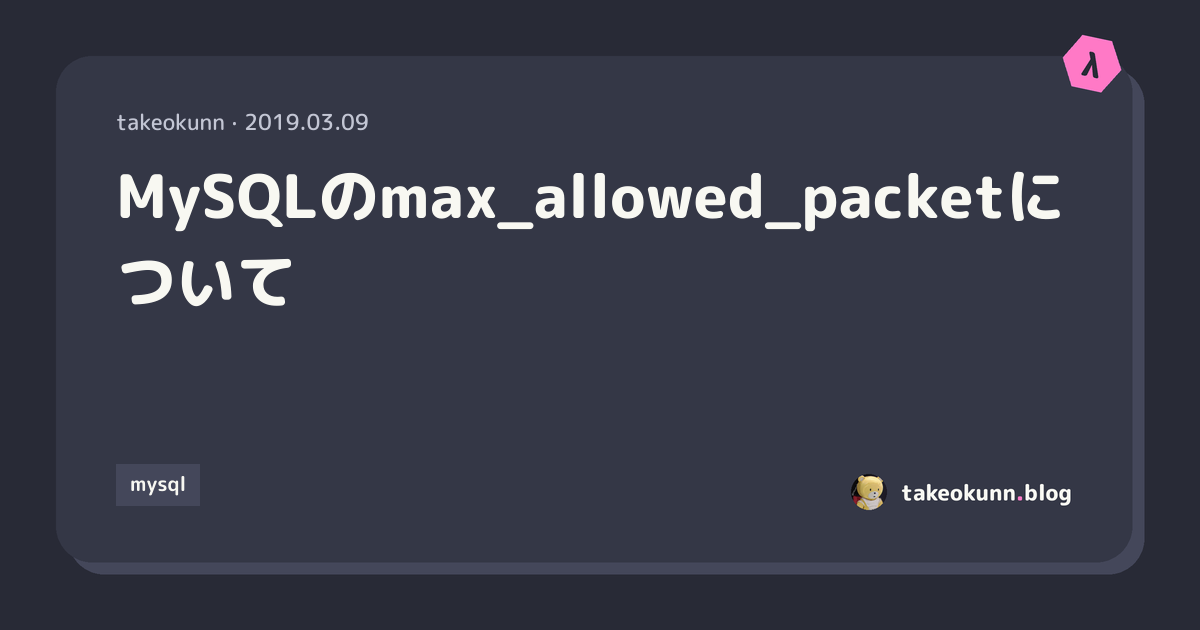 λ
takeokunn · 2019.03.09
MySQLのmax_allowed_packetに
ついて
mysql
takeokunn.blog